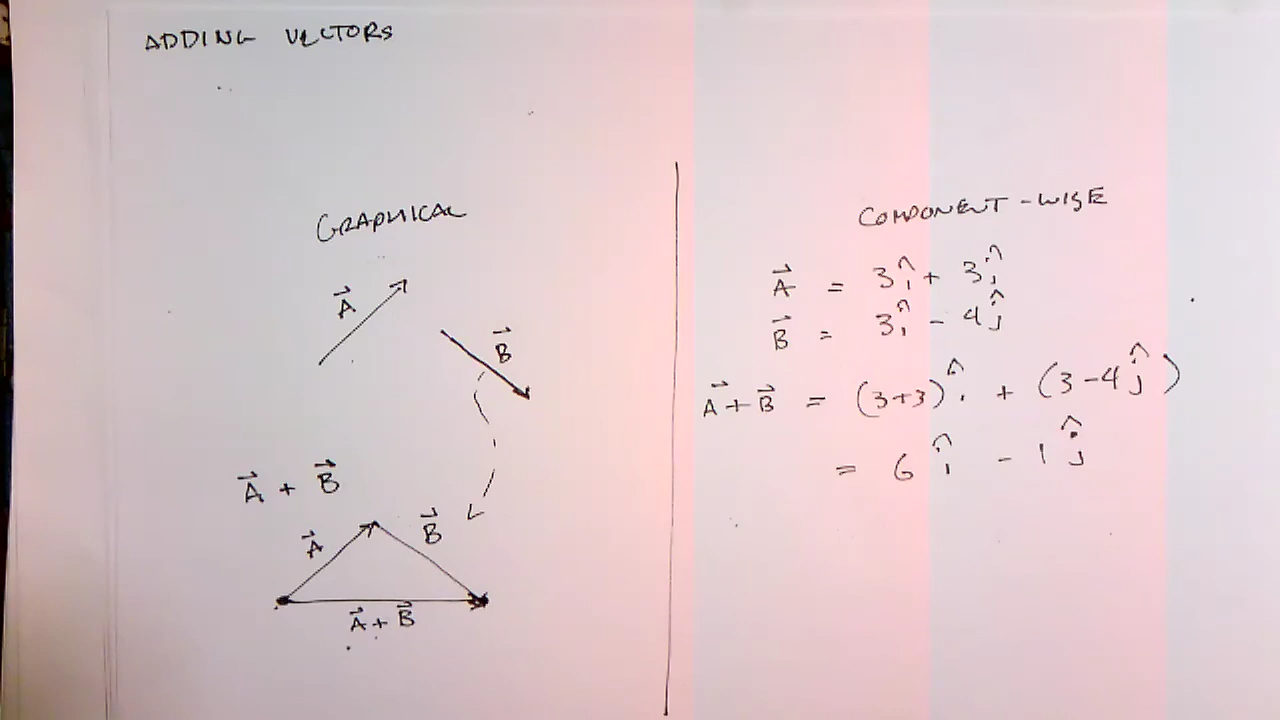 ADDING VECTORS
GRAPHICAL
A⃗
B⃗
A⃗ + B⃗
A⃗
B⃗
A⃗ + B⃗
COMPONENT-WISE
A⃗ = 3î + 3ĵ
B⃗ = 3î - 4ĵ
A⃗ + B⃗ = (3+3)î + (3-4ĵ)
= 6î - 1ĵ